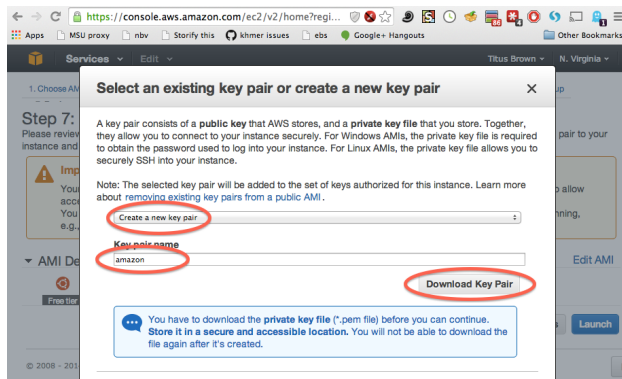 https://console.aws.amazon.com/ec2/v2/home?regi...
Apps MSU proxy nbv Storify this khmer issues ebs Google+ Hangouts Other Bookmarks
Services Edit Titus Brown N. Virginia
1. Choose AM
Select an existing key pair or create a new key pair
×
up
Step 7:
Please review
instance and
pair to your
A key pair consists of a public key that AWS stores, and a private key file that you store. Together,
they allow you to connect to your instance securely. For Windows AMIs, the private key file is required
to obtain the password used to log into your instance. For Linux AMIs, the private key file allows you to
securely SSH into your instance.
Imp
Your
acce
You
e.g.,
o allow
nning,
Note: The selected key pair will be added to the set of keys authorized for this instance. Learn more
about removing existing key pairs from a public AMI.
Create a new key pair
Key pair name
amazon
AMI De
Edit AMI
Free tier
Download Key Pair
You have to download the private key file (*.pem file) before you can continue.
Store it in a secure and accessible location. You will not be able to download the
file again after it's created.
s
Launch
© 2008 - 201